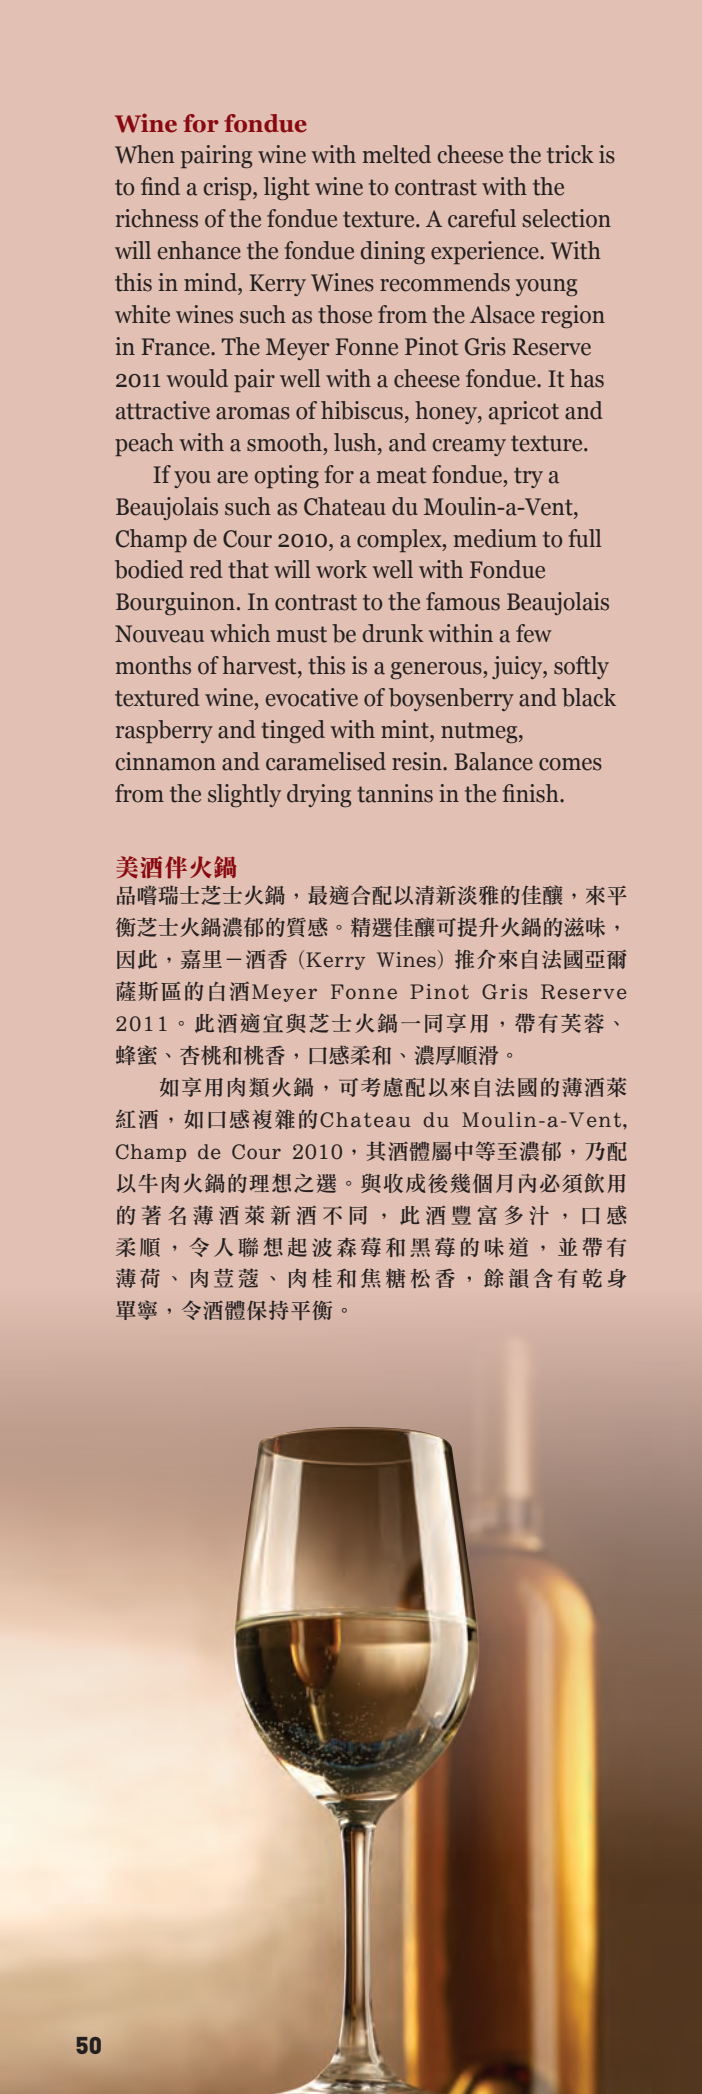 Wine for fondue
When pairing wine with melted cheese the trick is
to find a crisp, light wine to contrast with the
richness of the fondue texture. A careful selection
will enhance the fondue dining experience. With
this in mind, Kerry Wines recommends young
white wines such as those from the Alsace region
in France. The Meyer Fonne Pinot Gris Reserve
2011 would pair well with a cheese fondue. It has
attractive aromas of hibiscus, honey, apricot and
peach with a smooth, lush, and creamy texture.
If you are opting for a meat fondue, try a
Beaujolais such as Chateau du Moulin-a-Vent,
Champ de Cour 2010, a complex, medium to full
bodied red that will work well with Fondue
Bourguinon. In contrast to the famous Beaujolais
Nouveau which must be drunk within a few
months of harvest, this is a generous, juicy, softly
textured wine, evocative of boysenberry and black
raspberry and tinged with mint, nutmeg,
cinnamon and caramelised resin. Balance comes
from the slightly drying tannins in the finish.
美酒伴火鍋
品嚐瑞士芝士火鍋，最適合配以清新淡雅的佳釀，來平
衡芝士火鍋濃郁的質感。精選佳釀可提升火鍋的滋味，
因此，嘉里－酒香 (Kerry Wines) 推介來自法國亞爾
薩斯區的白酒Meyer Fonne Pinot Gris Reserve
2011。此酒適宜與芝士火鍋一同享用，帶有芙蓉、
蜂蜜、杏桃和桃香，口感柔和、濃厚順滑。
如享用肉類火鍋，可考慮配以來自法國的薄酒萊
紅酒，如口感複雜的Chateau du Moulin-a-Vent,
Champ de Cour 2010，其酒體屬中等至濃郁，乃配
以牛肉火鍋的理想之選。與收成後幾個月內必須飲用
的著名薄酒萊新酒不同，此酒豐富多汁，口感
柔順，令人聯想起波森莓和黑莓的味道，並帶有
薄荷、肉荳蔻、肉桂和焦糖松香，餘韻含有乾身
單寧，令酒體保持平衡。
50